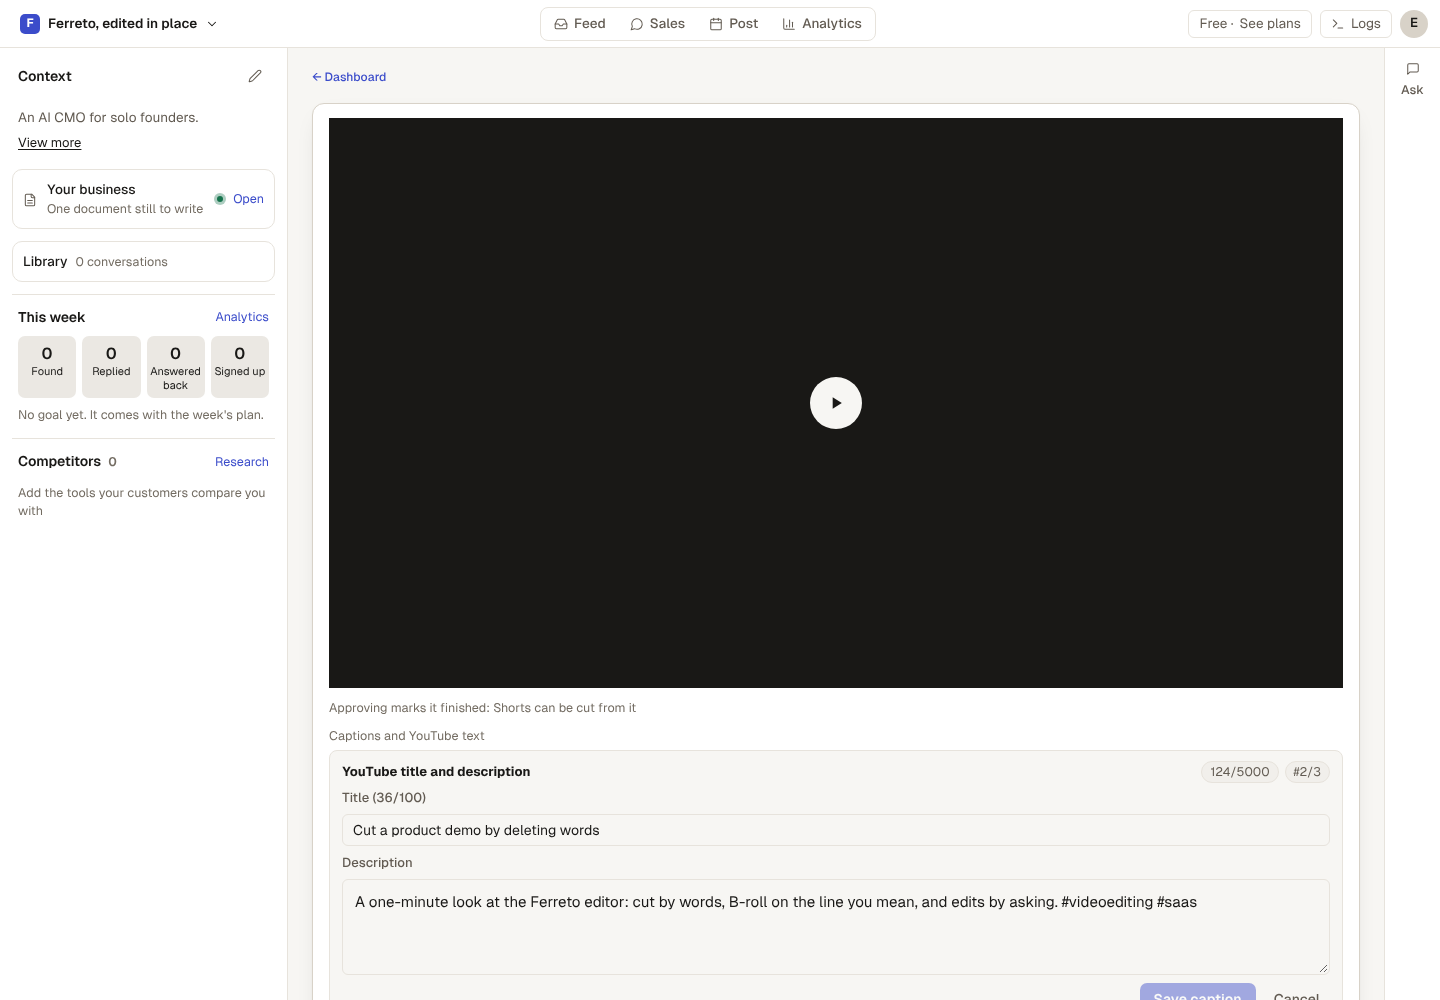 F Ferreto, edited in place
Feed Sales Post Analytics
Free · See plans
Logs
E
Context
An AI CMO for solo founders.
View more
Your business
One document still to write
Open
Library 0 conversations
This week
Analytics
0 Found
0 Replied
0 Answered back
0 Signed up
No goal yet. It comes with the week's plan.
Competitors 0
Research
Add the tools your customers compare you
with
← Dashboard
Approving marks it finished: Shorts can be cut from it
Captions and YouTube text
YouTube title and description
124/5000 #2/3
Title (36/100)
Cut a product demo by deleting words
Description
A one-minute look at the Ferreto editor: cut by words, B-roll on the line you mean, and edits by asking. #videoediting #saas
Save caption Cancel
Ask